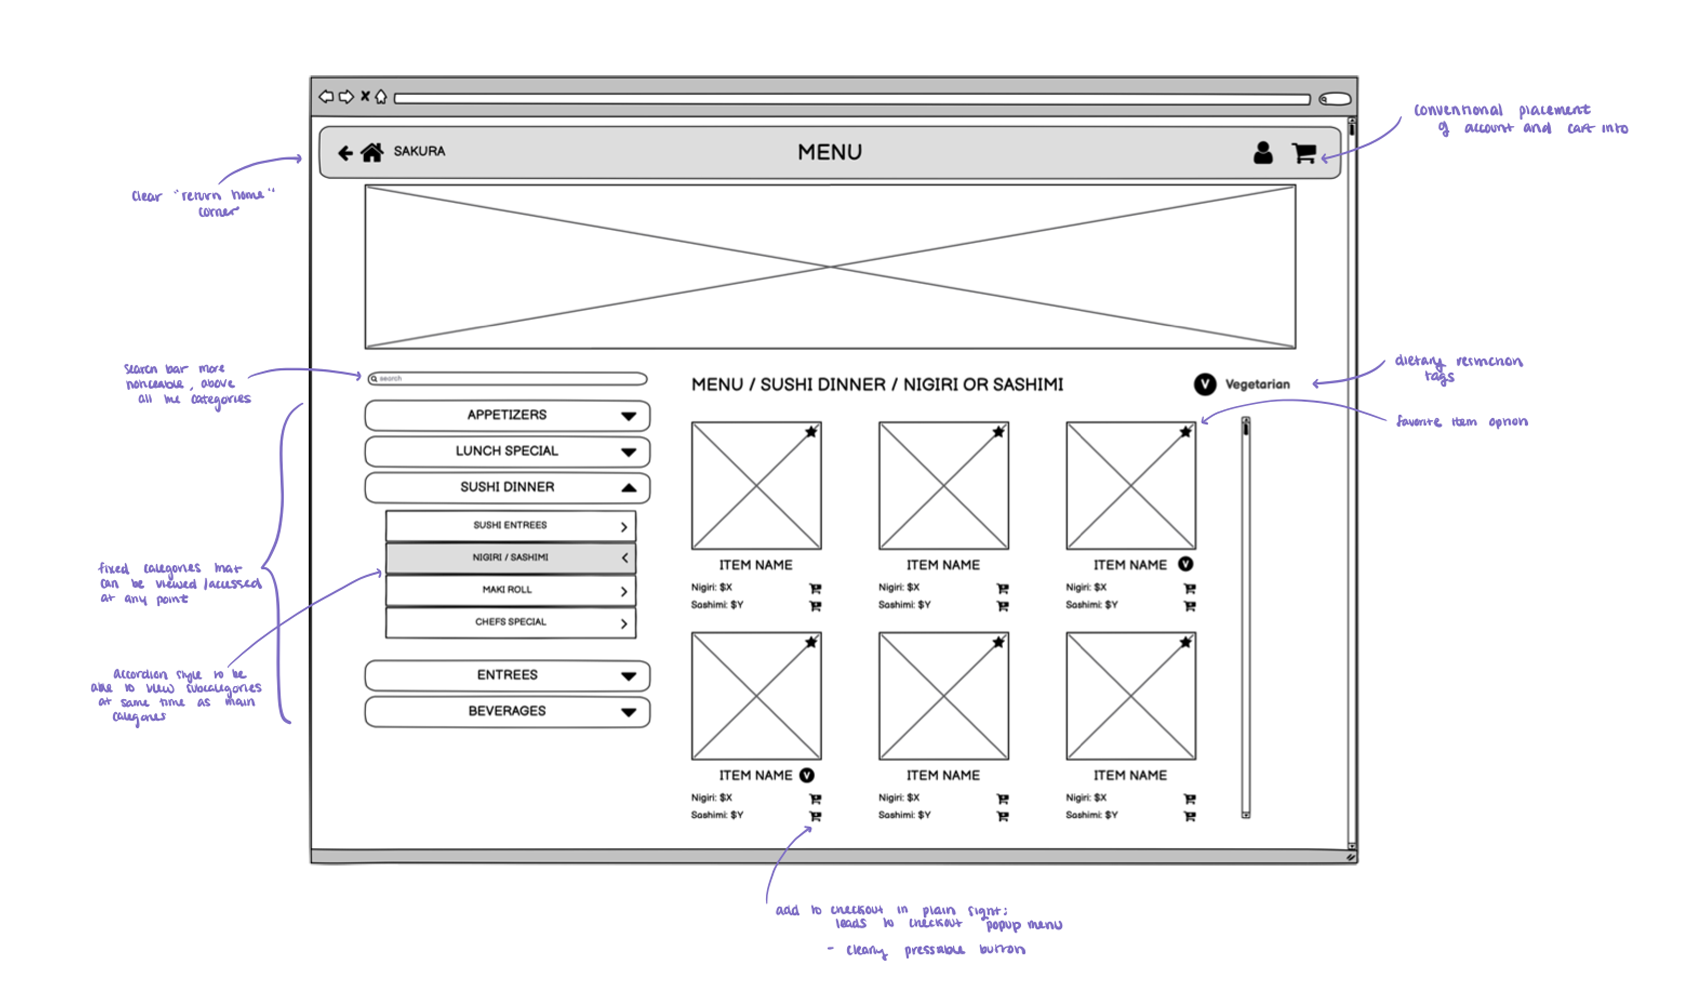 conventional placement
of account and cart info
SAKURA
MENU
clear "return home"
corner
search bar more
noticeable, above
all the categories
search
MENU / SUSHI DINNER / NIGIRI OR SASHIMI
V Vegetarian
dietary restriction
tags
favorite item option
APPETIZERS
LUNCH SPECIAL
SUSHI DINNER
SUSHI ENTREES
NIGIRI / SASHIMI
MAKI ROLL
CHEFS SPECIAL
ENTREES
BEVERAGES
fixed categories that
can be viewed/accessed
at any point
accordion style to be
able to view subcategories
at same time as main
categories
ITEM NAME
Nigiri: $X
Sashimi: $Y
ITEM NAME
Nigiri: $X
Sashimi: $Y
ITEM NAME V
Nigiri: $X
Sashimi: $Y
ITEM NAME V
Nigiri: $X
Sashimi: $Y
ITEM NAME
Nigiri: $X
Sashimi: $Y
ITEM NAME
Nigiri: $X
Sashimi: $Y
add to checkout in plain sight;
leads to checkout popup menu
- clearly pressable button